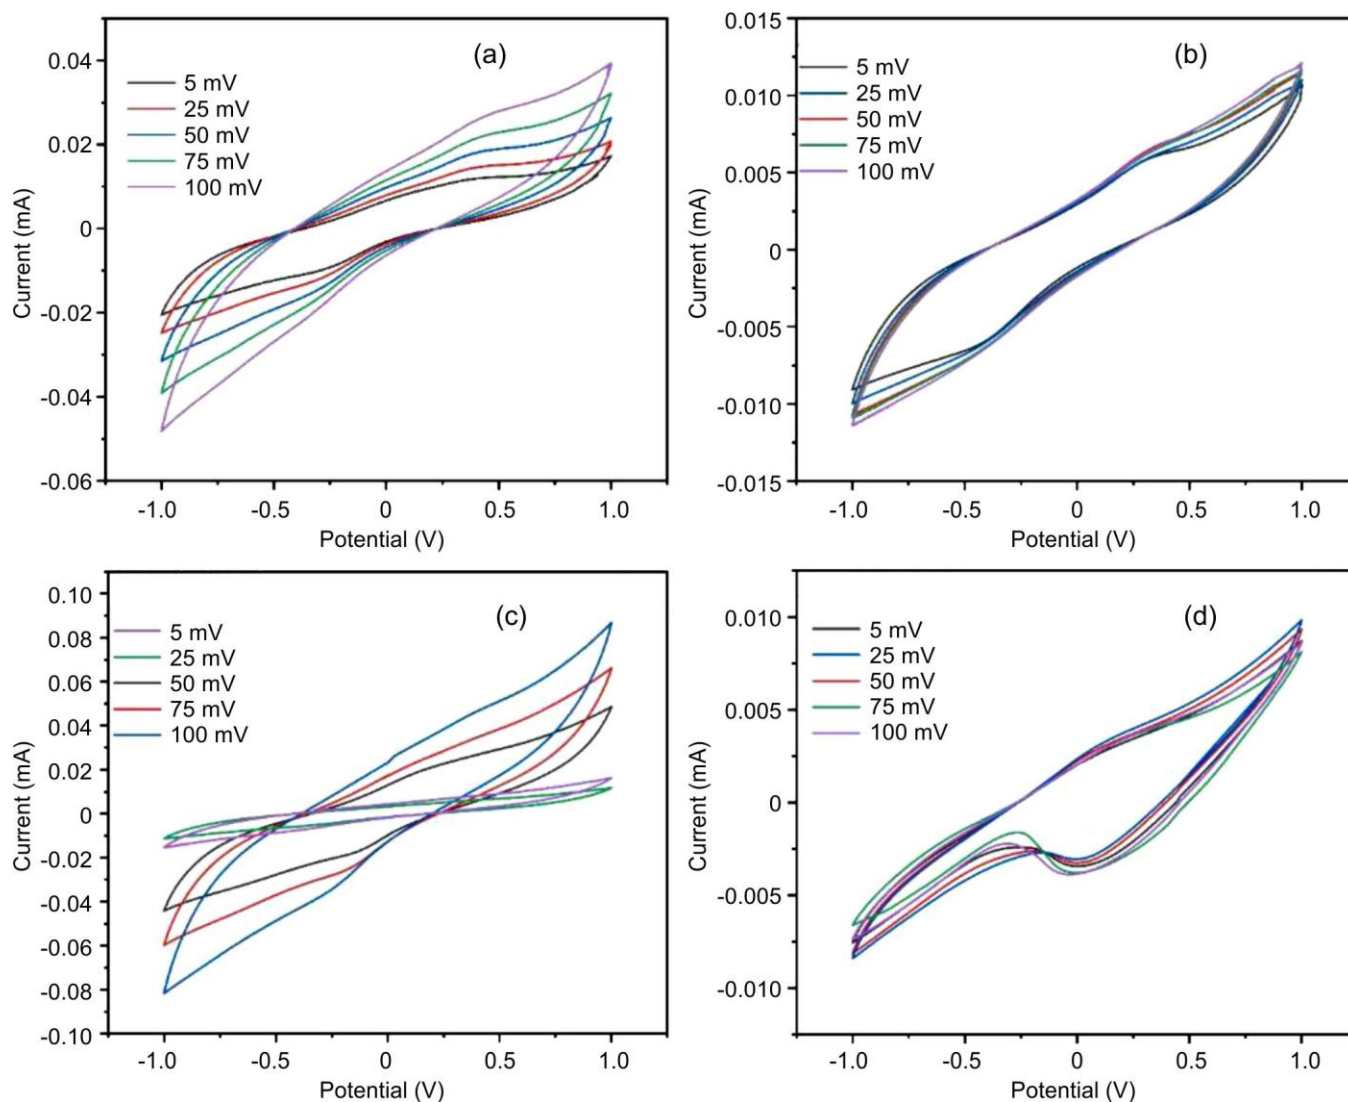 (a)
5 mV
25 mV
50 mV
75 mV
100 mV
0.04
0.02
0
-0.02
-0.04
-0.06
-1.0 -0.5 0 0.5 1.0
Current (mA)
Potential (V)
(b)
5 mV
25 mV
50 mV
75 mV
100 mV
0.015
0.010
0.005
0
-0.005
-0.010
-0.015
-1.0 -0.5 0 0.5 1.0
Current (mA)
Potential (V)
(c)
5 mV
25 mV
50 mV
75 mV
100 mV
0.10
0.08
0.06
0.04
0.02
0
-0.02
-0.04
-0.06
-0.08
-0.10
-1.0 -0.5 0 0.5 1.0
Current (mA)
Potential (V)
(d)
5 mV
25 mV
50 mV
75 mV
100 mV
0.010
0.005
0
-0.005
-0.010
-1.0 -0.5 0 0.5 1.0
Current (mA)
Potential (V)